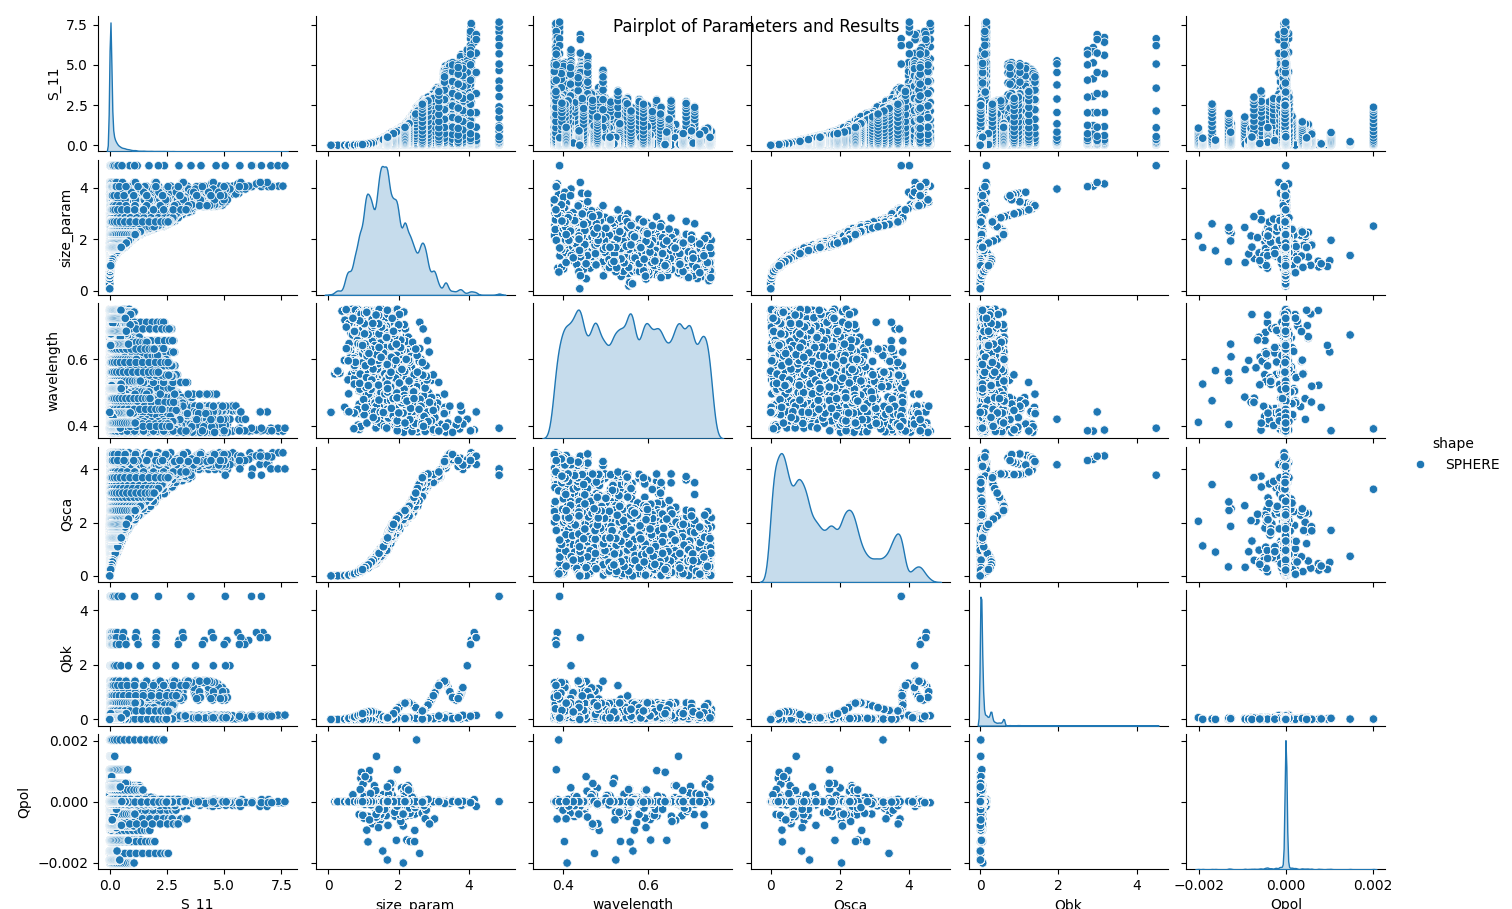 Pairplot of Parameters and Results
7.5
5.0
2.5
0.0
S_11
4
2
0
size_param
0.6
0.4
wavelength
4
2
0
Qsca
shape
SPHERE
4
2
0
Qbk
0.002
0.000
−0.002
Qpol
0.0 2.5 5.0 7.5
0 2 4
0.4 0.6
0 2 4
0 2 4
−0.002 0.000 0.002
S_11 size_param wavelength Qsca Qbk Qpol